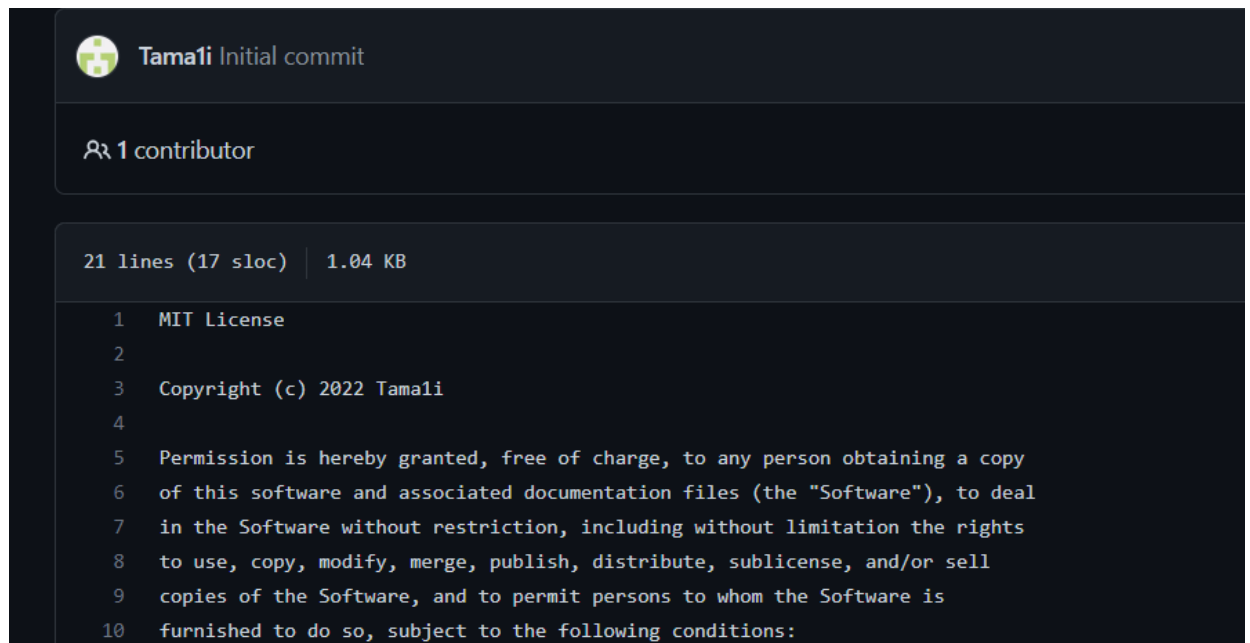 Tama1i Initial commit
1 contributor
21 lines (17 sloc) 1.04 KB
1 MIT License
2
3 Copyright (c) 2022 Tama1i
4
5 Permission is hereby granted, free of charge, to any person obtaining a copy
6 of this software and associated documentation files (the "Software"), to deal
7 in the Software without restriction, including without limitation the rights
8 to use, copy, modify, merge, publish, distribute, sublicense, and/or sell
9 copies of the Software, and to permit persons to whom the Software is
10 furnished to do so, subject to the following conditions: